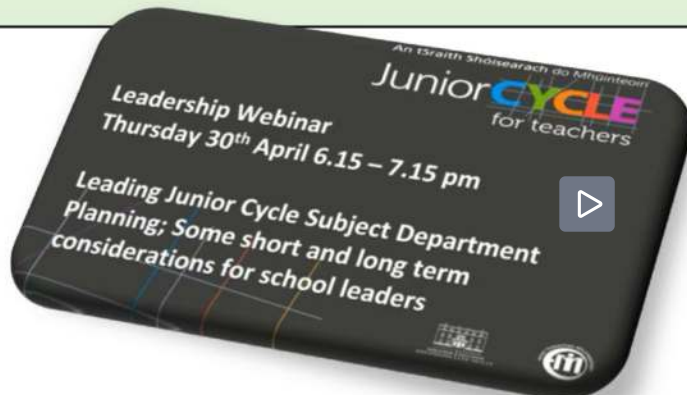 An tSraith Shóisearach do Mhúinteoirí
Junior CYCLE
for teachers
Leadership Webinar
Thursday 30th April 6.15 – 7.15 pm
Leading Junior Cycle Subject Department
Planning; Some short and long term
considerations for school leaders